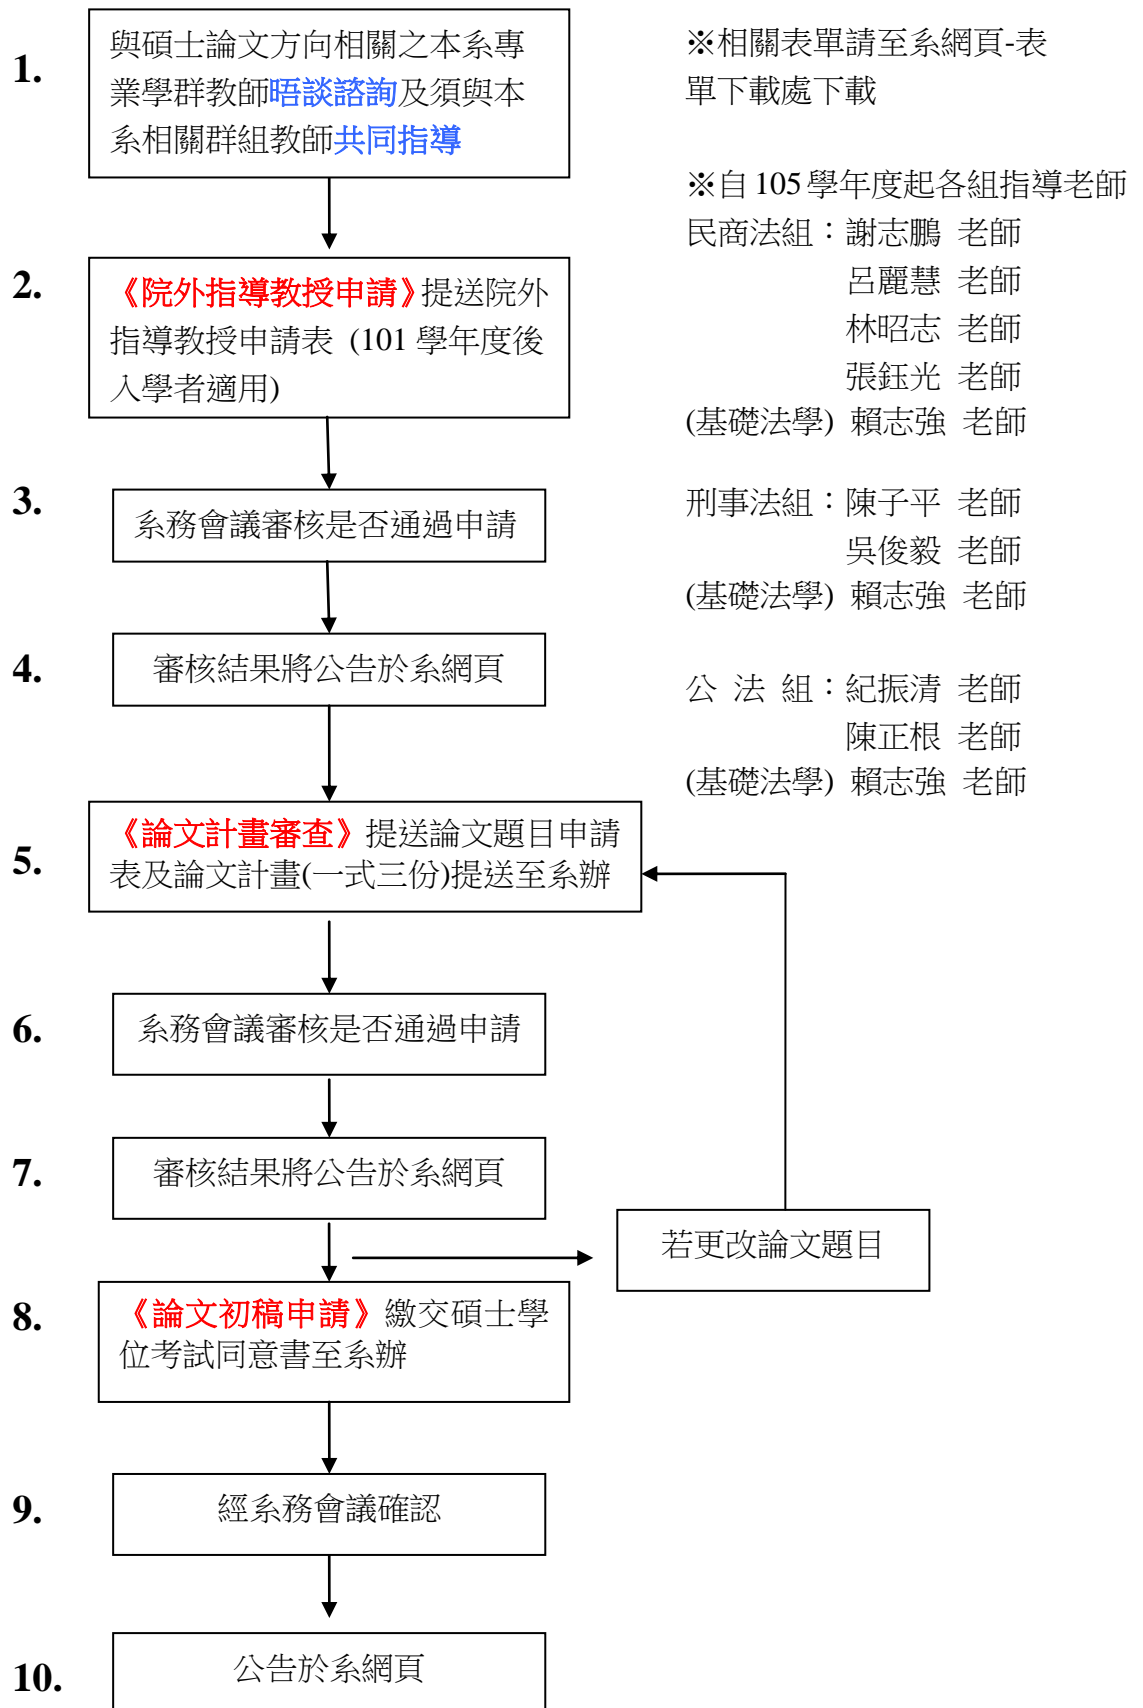 1.
與碩士論文方向相關之本系專
業學群教師晤談諮詢及須與本
系相關群組教師共同指導
2.
《院外指導教授申請》提送院外
指導教授申請表 (101 學年度後
入學者適用)
3.
系務會議審核是否通過申請
4.
審核結果將公告於系網頁
5.
《論文計畫審查》提送論文題目申請
表及論文計畫(一式三份)提送至系辦
6.
系務會議審核是否通過申請
7.
審核結果將公告於系網頁
若更改論文題目
8.
《論文初稿申請》繳交碩士學
位考試同意書至系辦
9.
經系務會議確認
10.
公告於系網頁
※相關表單請至系網頁-表
單下載處下載
※自 105 學年度起各組指導老師
民商法組：謝志鵬 老師
呂麗慧 老師
林昭志 老師
張鈺光 老師
(基礎法學) 賴志強 老師
刑事法組：陳子平 老師
吳俊毅 老師
(基礎法學) 賴志強 老師
公 法 組：紀振清 老師
陳正根 老師
(基礎法學) 賴志強 老師